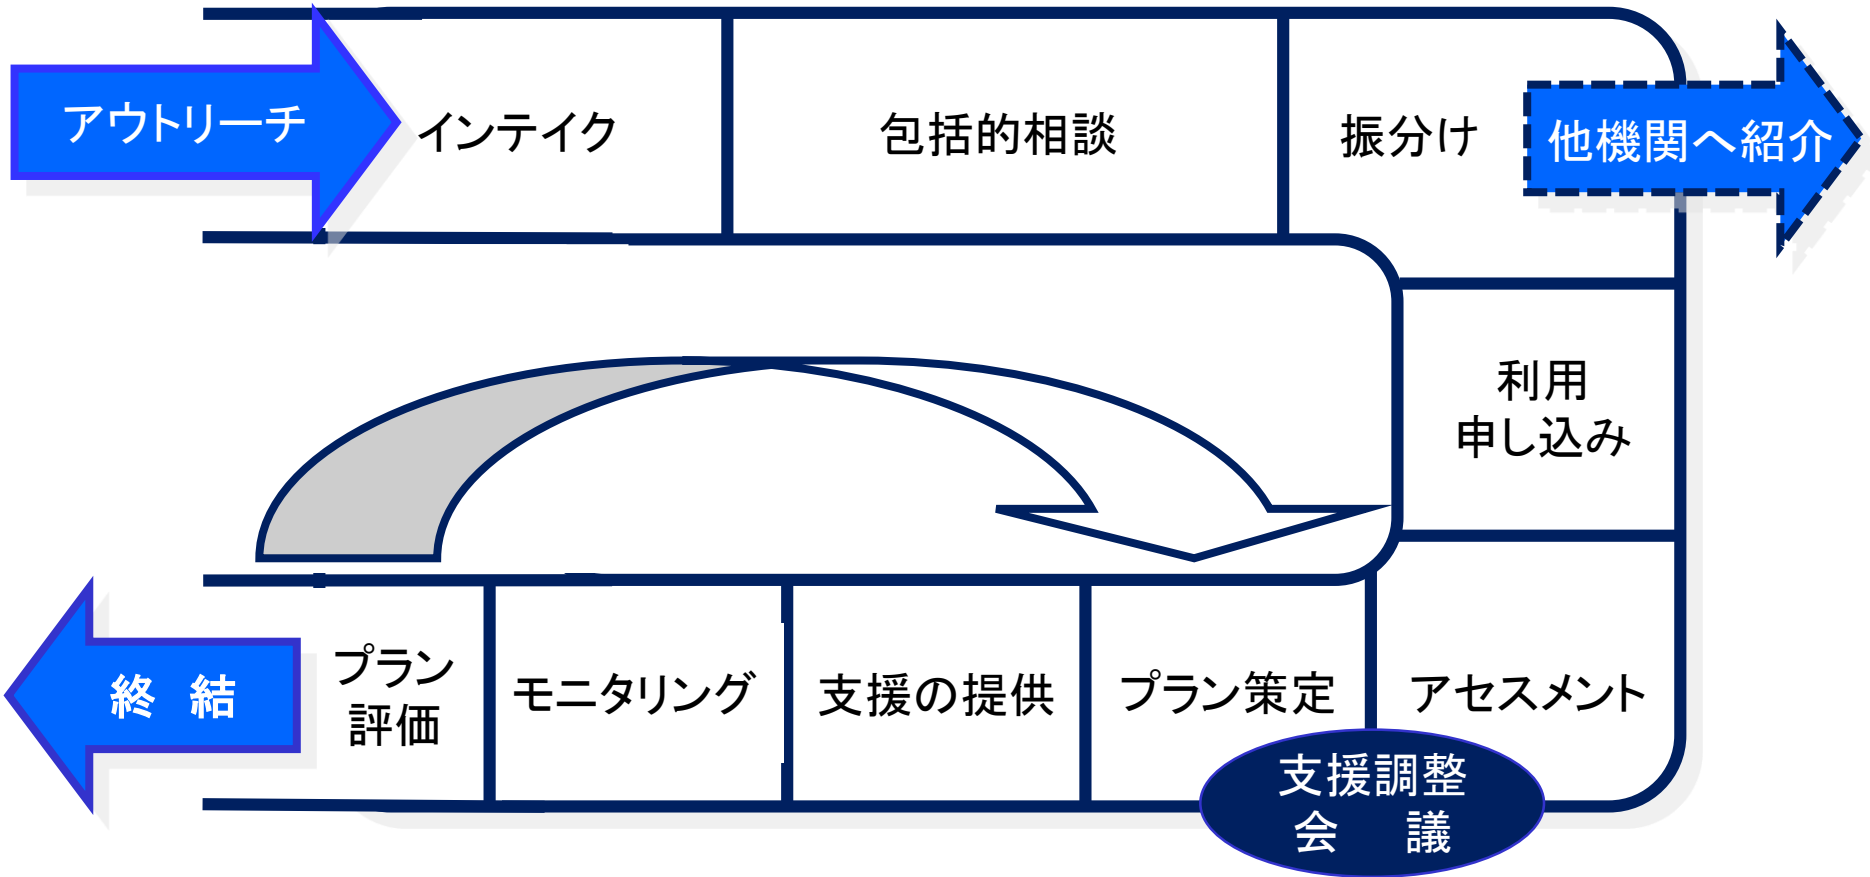 アウトリーチ
インテイク
包括的相談
振分け
他機関へ紹介
利用
申し込み
アセスメント
プラン策定
支援の提供
モニタリング
プラン
評価
終　結
支援調整
会　議